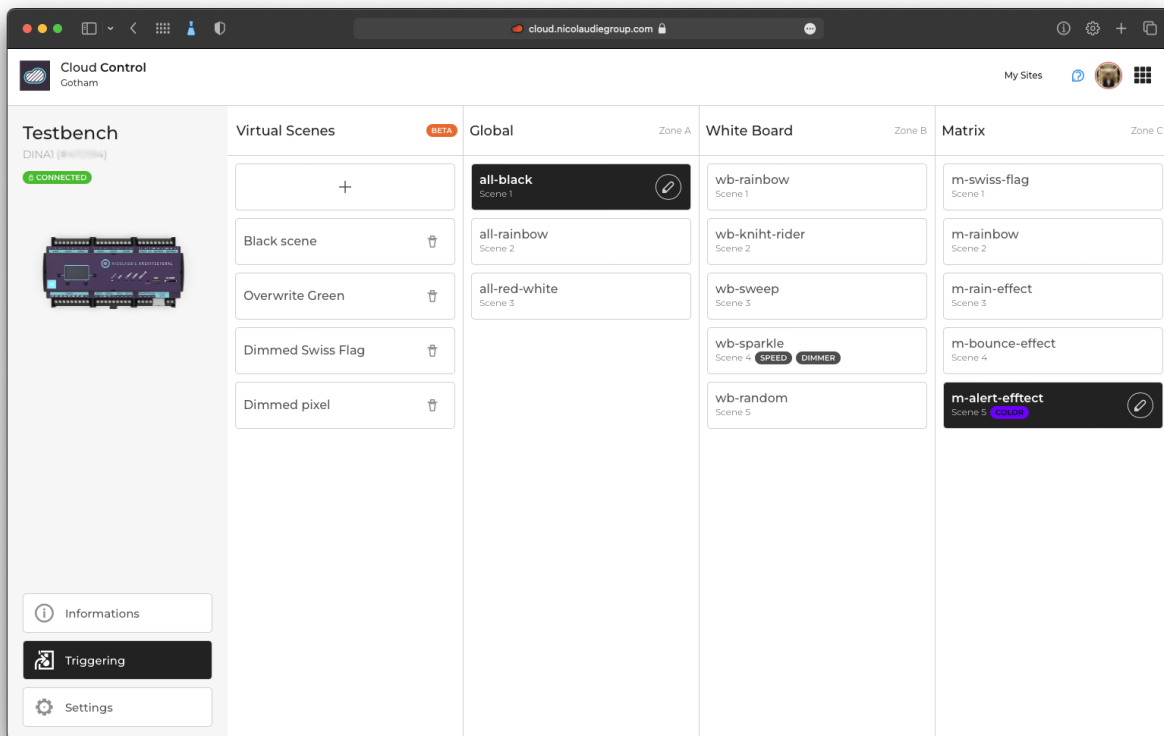 cloud.nicolaudiegroup.com
Cloud Control
Gotham
My Sites
Testbench
DINA1
CONNECTED
Informations
Triggering
Settings
Virtual Scenes BETA
+
Black scene
Overwrite Green
Dimmed Swiss Flag
Dimmed pixel
Global Zone A
all-black
Scene 1
all-rainbow
Scene 2
all-red-white
Scene 3
White Board Zone B
wb-rainbow
Scene 1
wb-kniht-rider
Scene 2
wb-sweep
Scene 3
wb-sparkle
Scene 4 SPEED DIMMER
wb-random
Scene 5
Matrix Zone C
m-swiss-flag
Scene 1
m-rainbow
Scene 2
m-rain-effect
Scene 3
m-bounce-effect
Scene 4
m-alert-efftect
Scene 5 COLOR